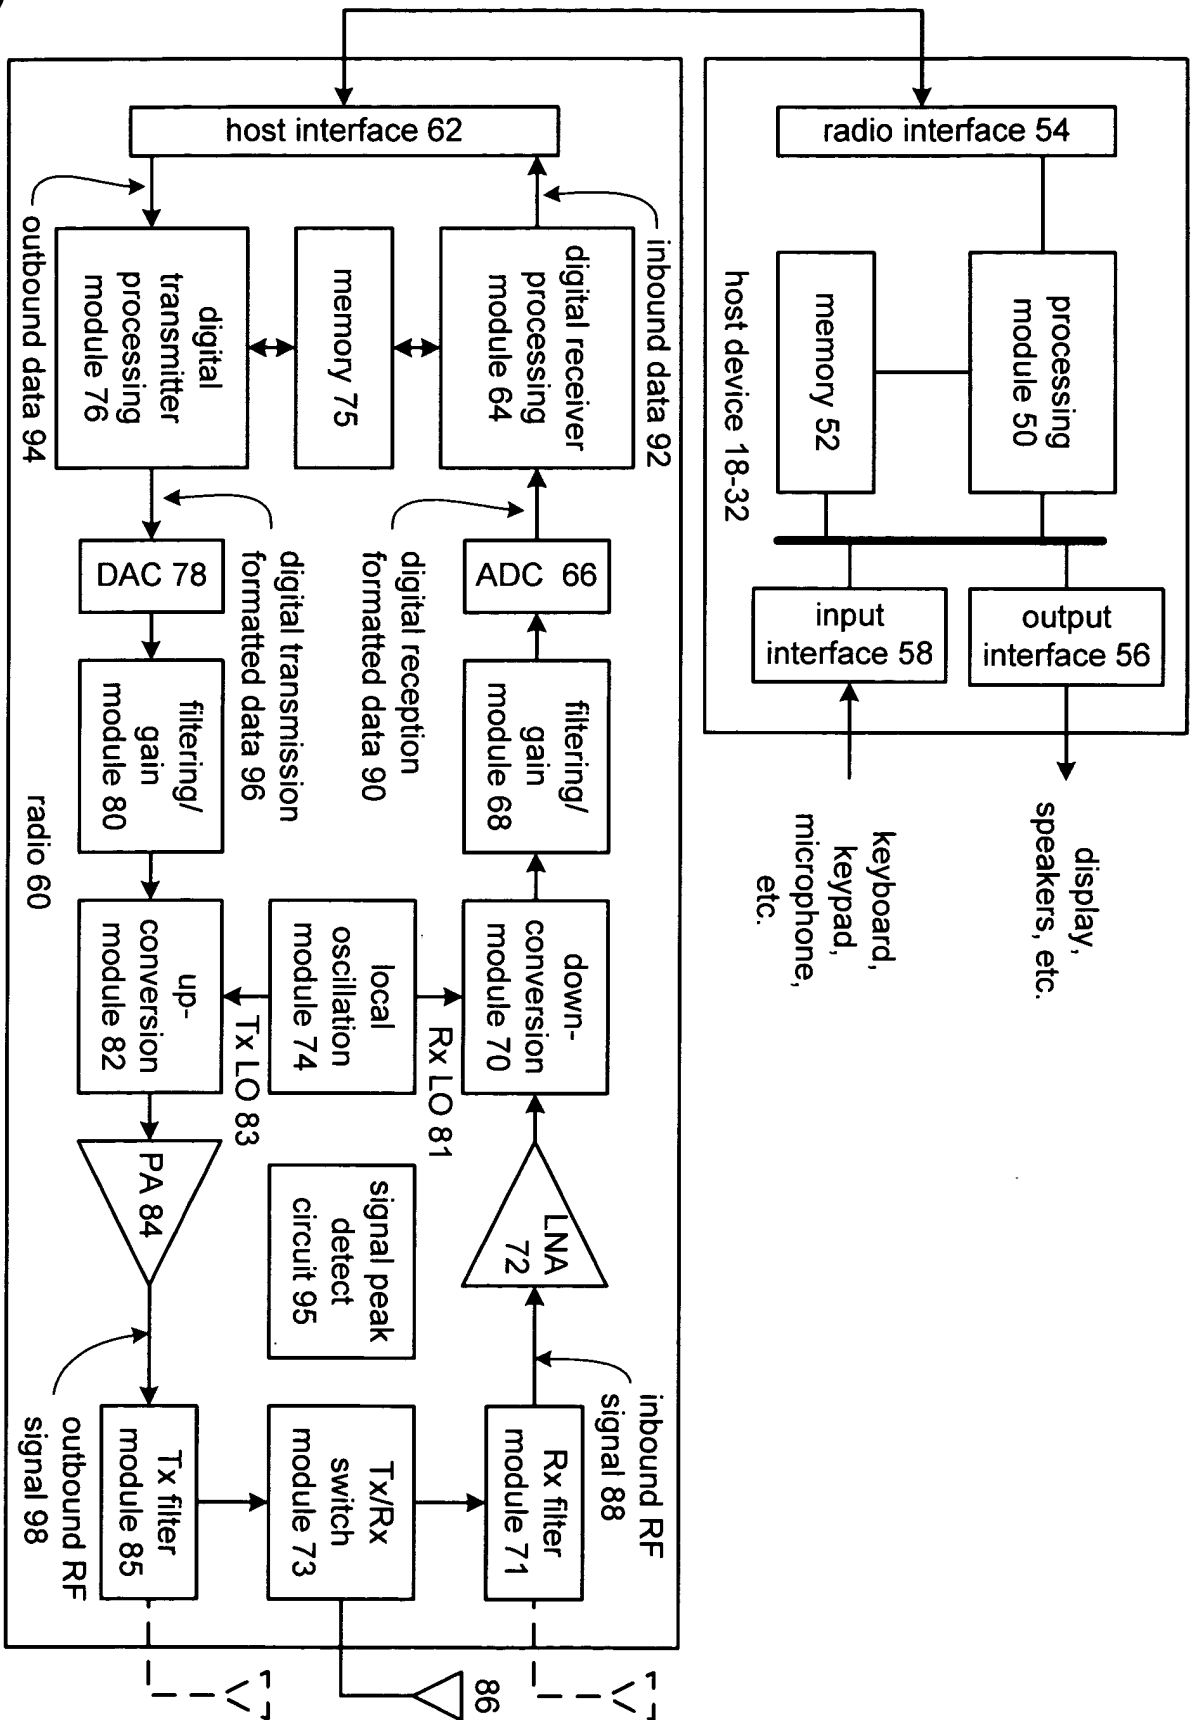 radio interface 54
processing
module 50
memory 52
host device 18-32
input
interface 58
output
interface 56
display,
speakers, etc.
keyboard,
keypad,
microphone,
etc.
host interface 62
inbound data 92
outbound data 94
digital receiver
processing
module 64
memory 75
digital
transmitter
processing
module 76
ADC 66
digital reception
formatted data 90
digital transmission
formatted data 96
DAC 78
filtering/
gain
module 68
filtering/
gain
module 80
radio 60
down-
conversion
module 70
local
oscillation
module 74
up-
conversion
module 82
Rx LO 81
Tx LO 83
LNA
72
signal peak
detect
circuit 95
PA 84
inbound RF
signal 88
outbound RF
signal 98
Rx filter
module 71
Tx/Rx
switch
module 73
Tx filter
module 85
86